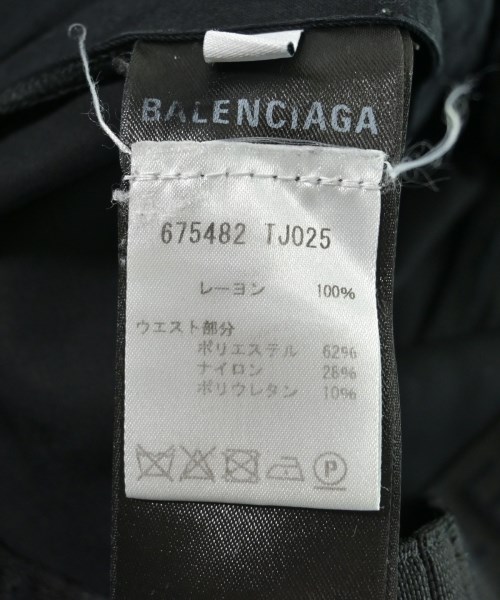 BALENCIAGA
675482 TJ025
レーヨン 100%
ウエスト部分
ポリエステル 62%
ナイロン 28%
ポリウレタン 10%
P